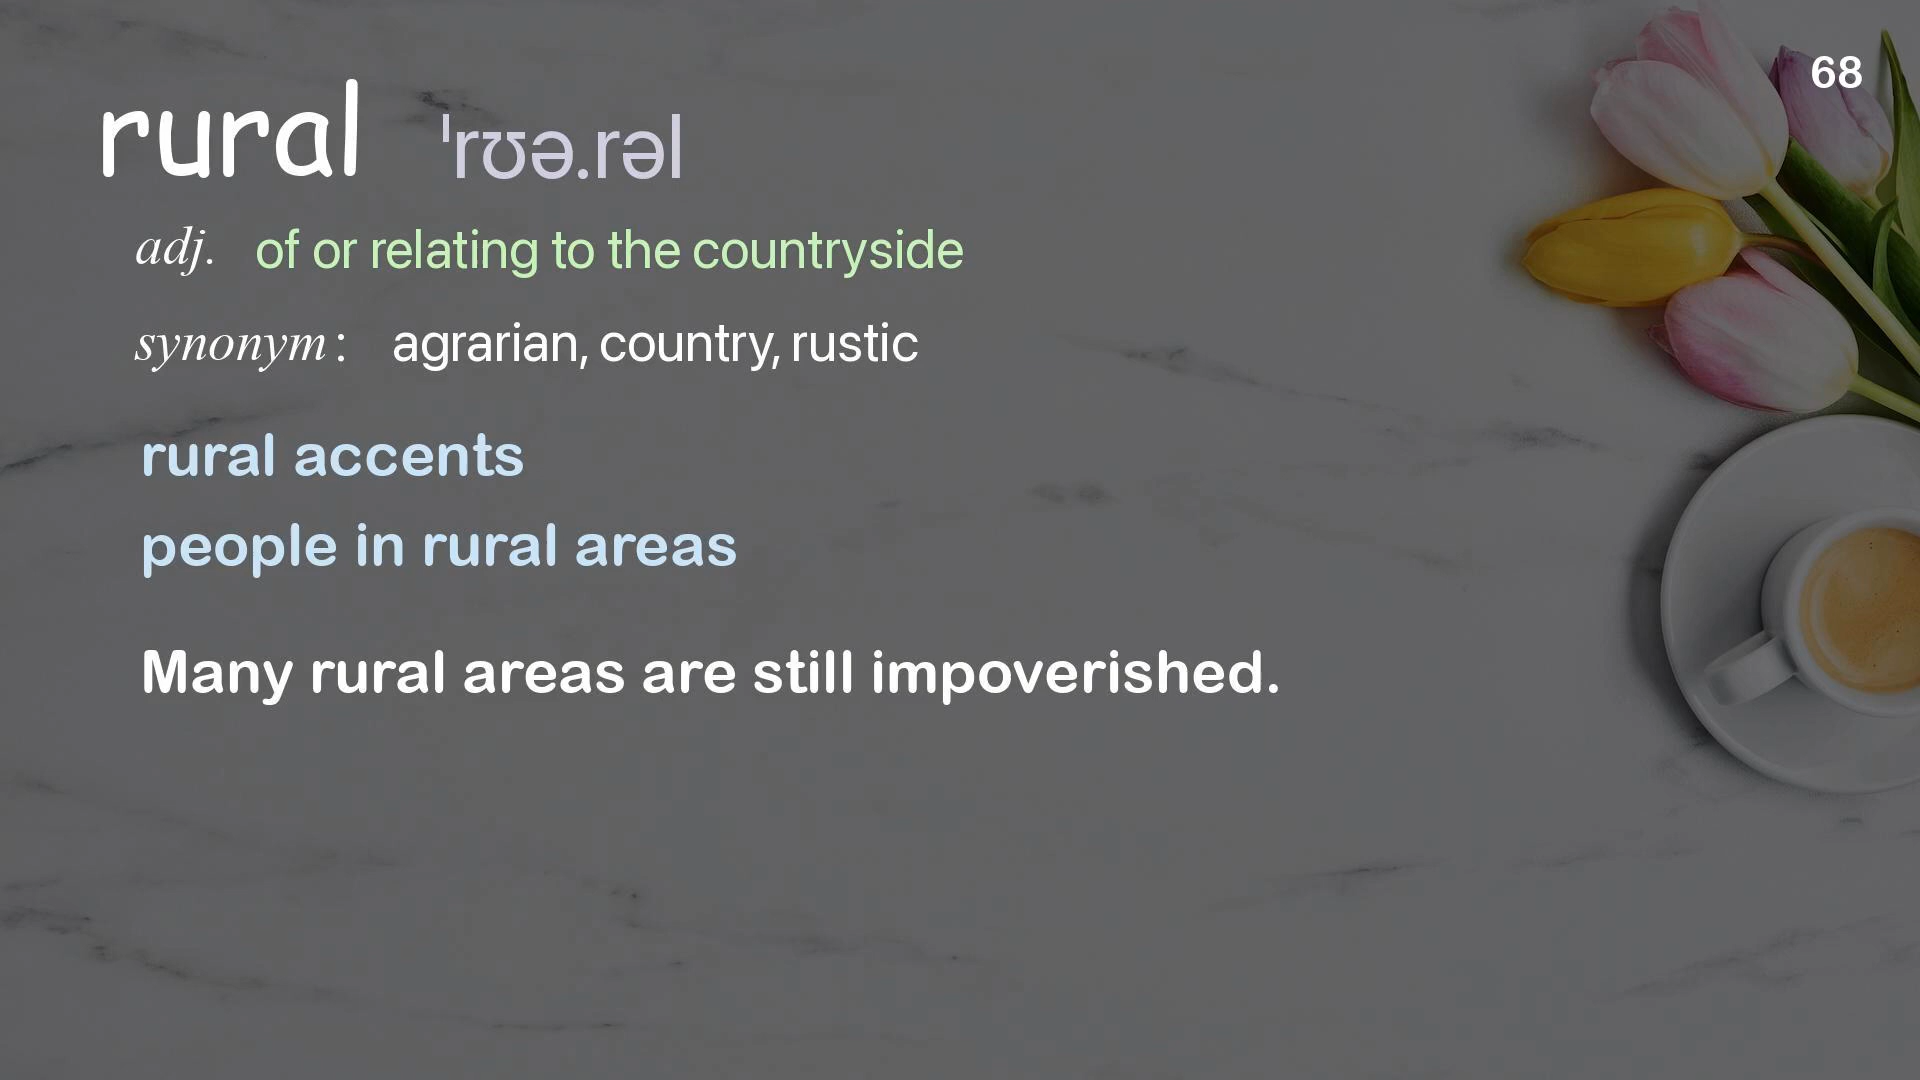 68
rural ˈrʊə.rəl
adj. of or relating to the countryside
synonym: agrarian, country, rustic
rural accents
people in rural areas
Many rural areas are still impoverished.